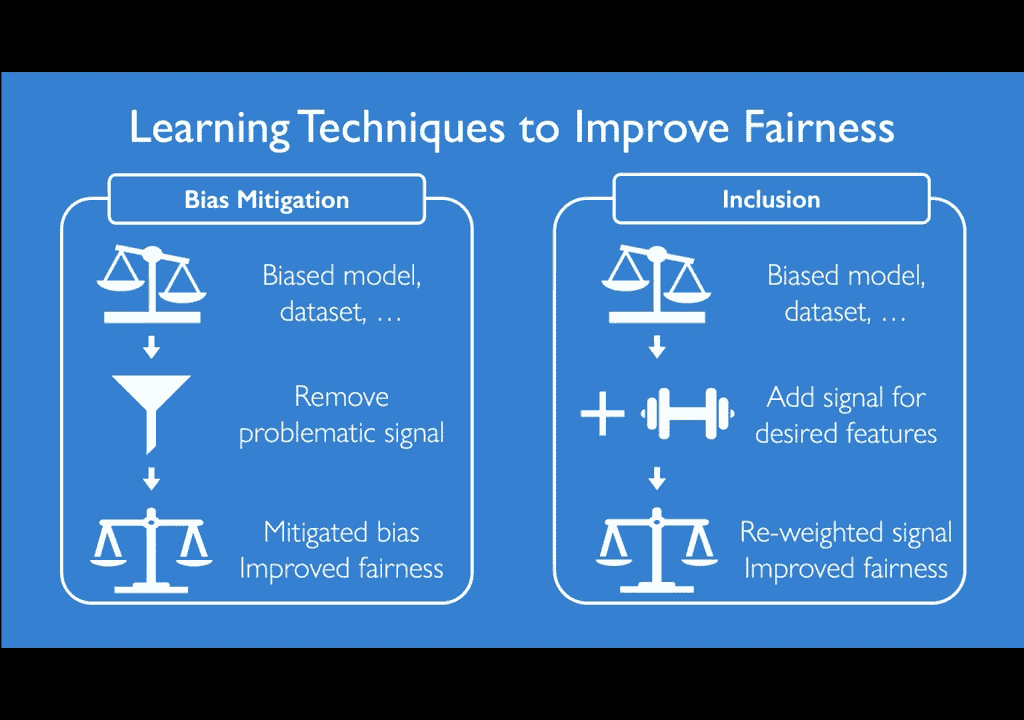 Learning Techniques to Improve Fairness
Bias Mitigation
Biased model,
dataset, …
Remove
problematic signal
Mitigated bias
Improved fairness
Inclusion
Biased model,
dataset, …
Add signal for
desired features
Re-weighted signal
Improved fairness